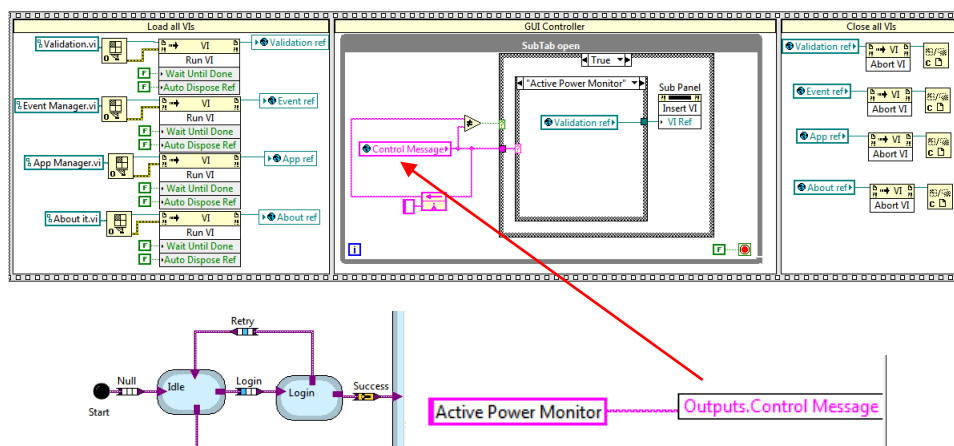 Load all VIs
GUI Controller
Close all VIs
Validation.vi
VI
Validation ref
Run VI
Wait Until Done
Auto Dispose Ref
F
F
Event Manager.vi
VI
Event ref
Run VI
Wait Until Done
Auto Dispose Ref
F
F
App Manager.vi
VI
App ref
Run VI
Wait Until Done
Auto Dispose Ref
F
F
About it.vi
VI
About ref
Run VI
Wait Until Done
Auto Dispose Ref
F
F
SubTab open
True
"Active Power Monitor"
Sub Panel
Insert VI
VI Ref
Validation ref
Control Message
i
F
Validation ref
VI
Abort VI
C
Event ref
VI
Abort VI
C
App ref
VI
Abort VI
C
About ref
VI
Abort VI
C
Retry
Null
Idle
Login
Login
Success
Start
Active Power Monitor
Outputs.Control Message